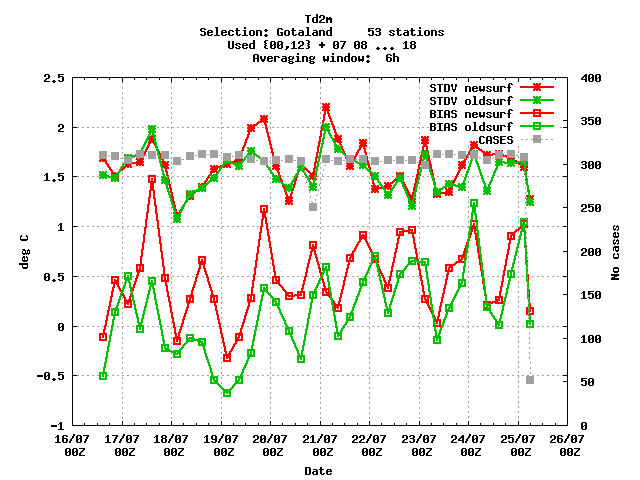 Td2m
Selection: Gotaland     53 stations
Used {00,12} + 07 08 ... 18
Averaging window:  6h
STDV newsurf
STDV oldsurf
BIAS newsurf
BIAS oldsurf
CASES
2.5
2
1.5
1
0.5
0
-0.5
-1
deg C
400
350
300
250
200
150
100
50
0
No cases
16/07 17/07 18/07 19/07 20/07 21/07 22/07 23/07 24/07 25/07 26/07
00Z 00Z 00Z 00Z 00Z 00Z 00Z 00Z 00Z 00Z 00Z
Date